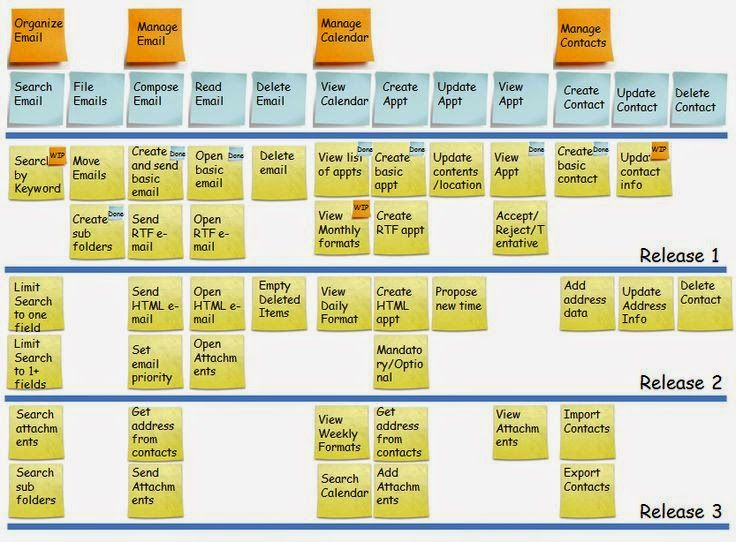 Organize
Email
Manage
Email
Manage
Calendar
Manage
Contacts
Search
Email
File
Emails
Compose
Email
Read
Email
Delete
Email
View
Calendar
Create
Appt
Update
Appt
View
Appt
Create
Contact
Update
Contact
Delete
Contact
Search
by
Keyword
WIP
Move
Emails
Create
and send
basic
email
Done
Open
basic
email
Done
Delete
email
View list
of appts
Done
Create
basic
appt
Done
Update
contents
/location
View
Appt
Done
Create
basic
contact
Done
Update
contact
info
WIP
Create
sub
folders
Done
Send
RTF e-
mail
Open
RTF e-
mail
View
Monthly
formats
WIP
Create
RTF appt
Accept/
Reject/T
entative
Release 1
Limit
Search
to one
field
Send
HTML e-
mail
Open
HTML e-
mail
Empty
Deleted
Items
View
Daily
Format
Create
HTML
appt
Propose
new time
Add
address
data
Update
Address
Info
Delete
Contact
Limit
Search
to 1+
fields
Set
email
priority
Open
Attachm
ents
Mandato
ry/Optio
nal
Release 2
Search
attachm
ents
Get
address
from
contacts
View
Weekly
Formats
Get
address
from
contacts
View
Attachm
ents
Import
Contacts
Search
sub
folders
Send
Attachm
ents
Search
Calendar
Add
Attachm
ents
Export
Contacts
Release 3